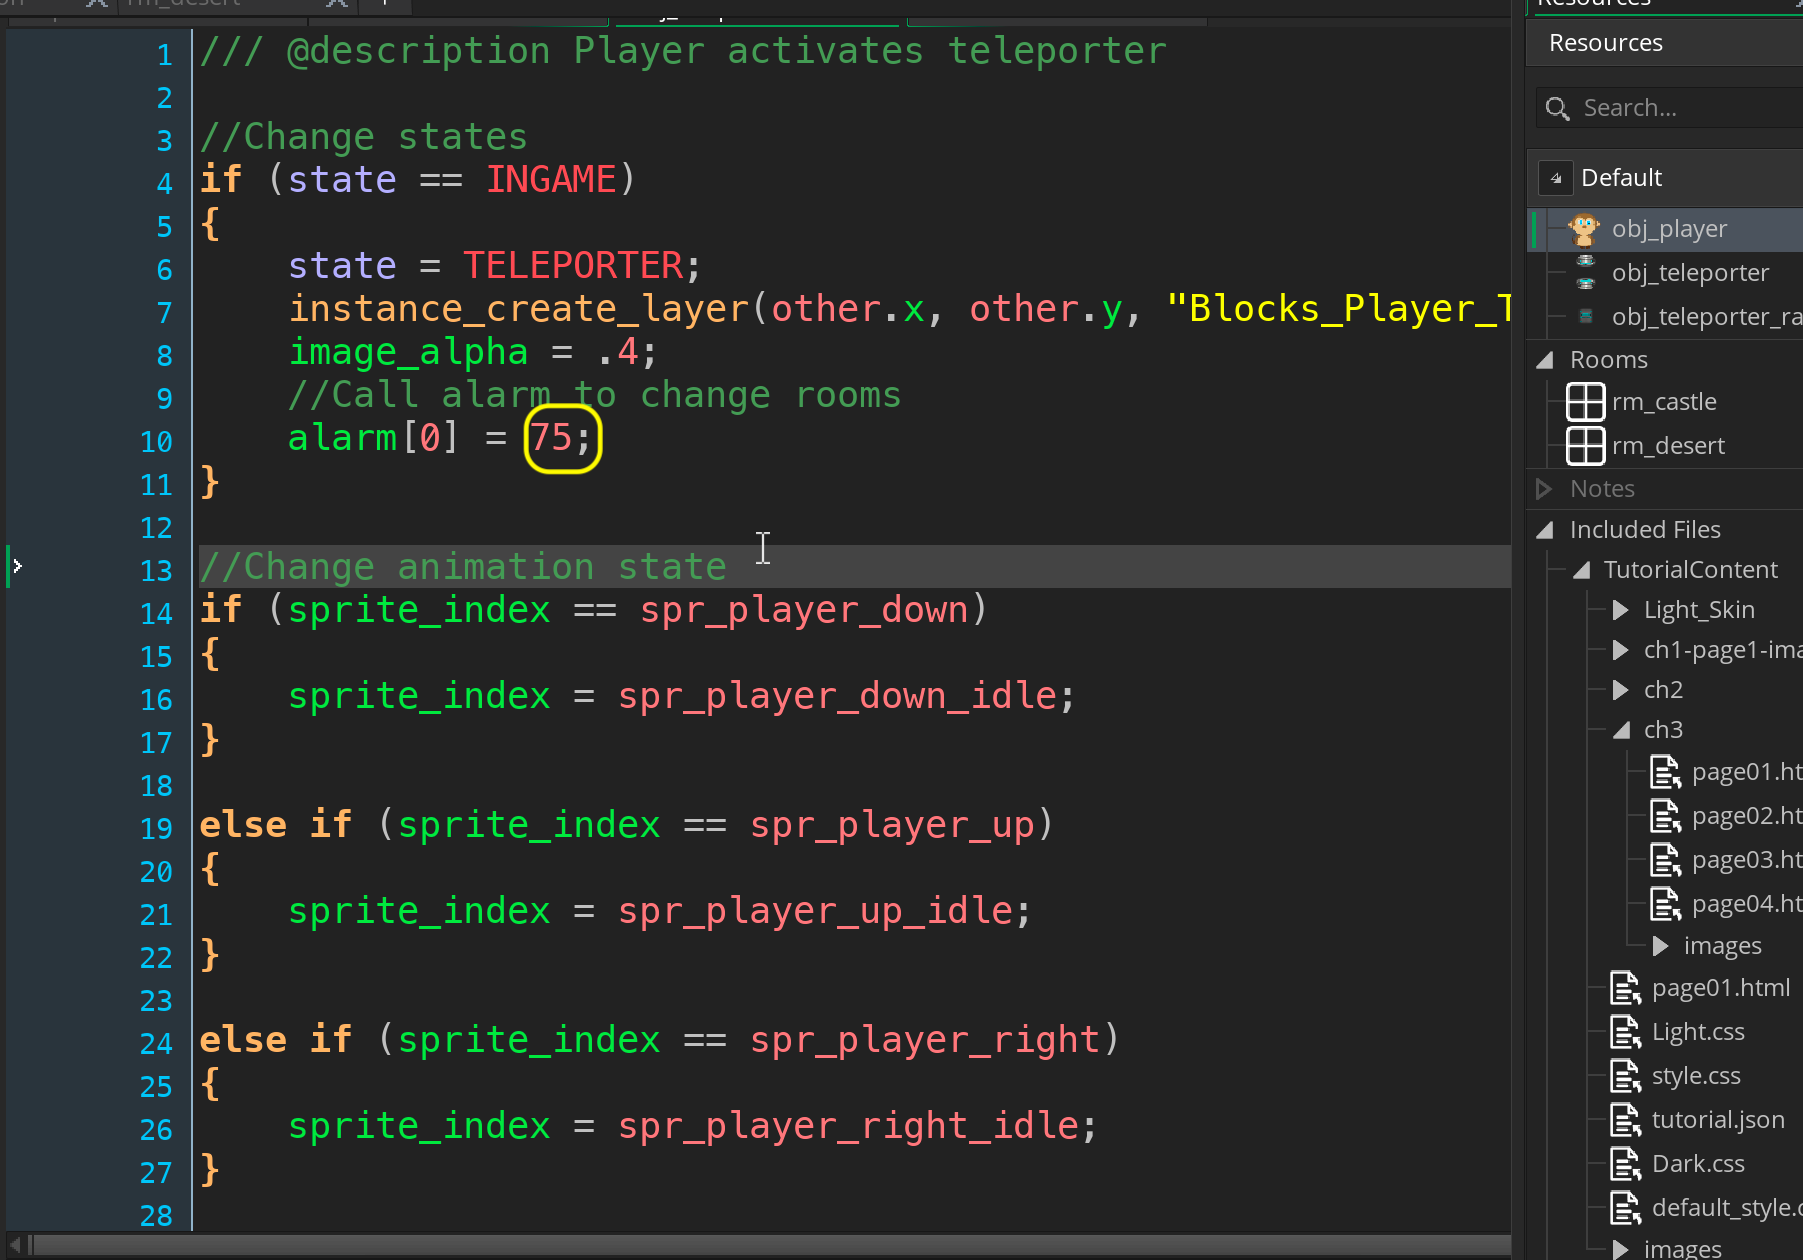 rm_desert
1 /// @description Player activates teleporter
2
3 //Change states
4 if (state == INGAME)
5 {
6 state = TELEPORTER;
7 instance_create_layer(other.x, other.y, "Blocks_Player_T
8 image_alpha = .4;
9 //Call alarm to change rooms
10 alarm[0] = 75;
11 }
12
13 //Change animation state
14 if (sprite_index == spr_player_down)
15 {
16 sprite_index = spr_player_down_idle;
17 }
18
19 else if (sprite_index == spr_player_up)
20 {
21 sprite_index = spr_player_up_idle;
22 }
23
24 else if (sprite_index == spr_player_right)
25 {
26 sprite_index = spr_player_right_idle;
27 }
28
Resources
Resources
Search...
Default
obj_player
obj_teleporter
obj_teleporter_ra
Rooms
rm_castle
rm_desert
Notes
Included Files
TutorialContent
Light_Skin
ch1-page1-ima
ch2
ch3
page01.ht
page02.ht
page03.ht
page04.ht
images
page01.html
Light.css
style.css
tutorial.json
Dark.css
default_style.c
images